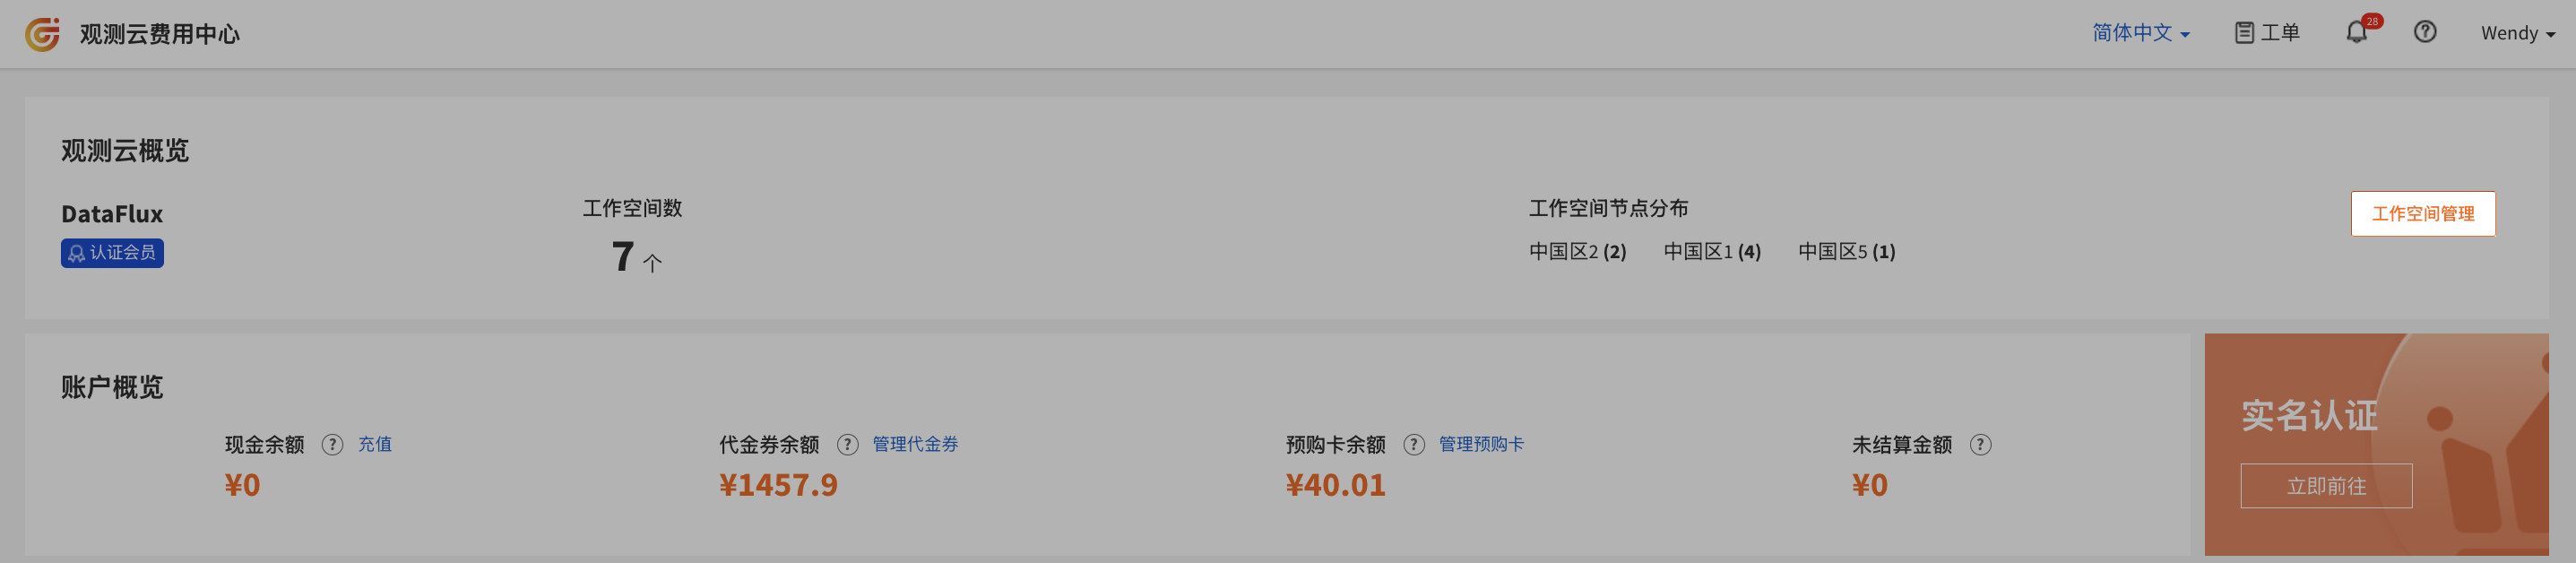 观测云费用中心
简体中文
工单
28
Wendy
观测云概览
DataFlux
认证会员
工作空间数
7 个
工作空间节点分布
中国区2 (2) 中国区1 (4) 中国区5 (1)
工作空间管理
账户概览
现金余额 ? 充值
¥0
代金券余额 ? 管理代金券
¥1457.9
预购卡余额 ? 管理预购卡
¥40.01
未结算金额 ?
¥0
实名认证
立即前往